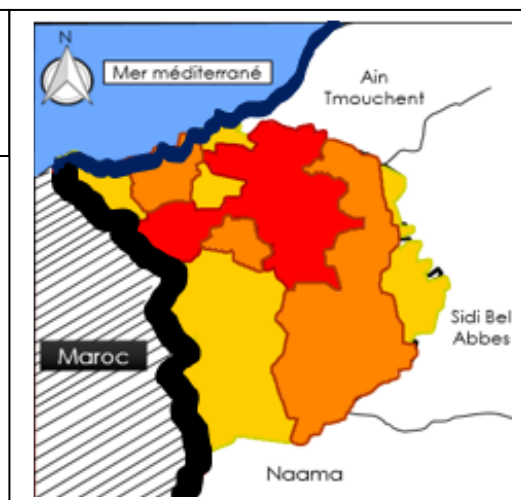 N
Mer méditerrané
Ain
Tmouchent
Sidi Bel
Abbes
Maroc
Naama